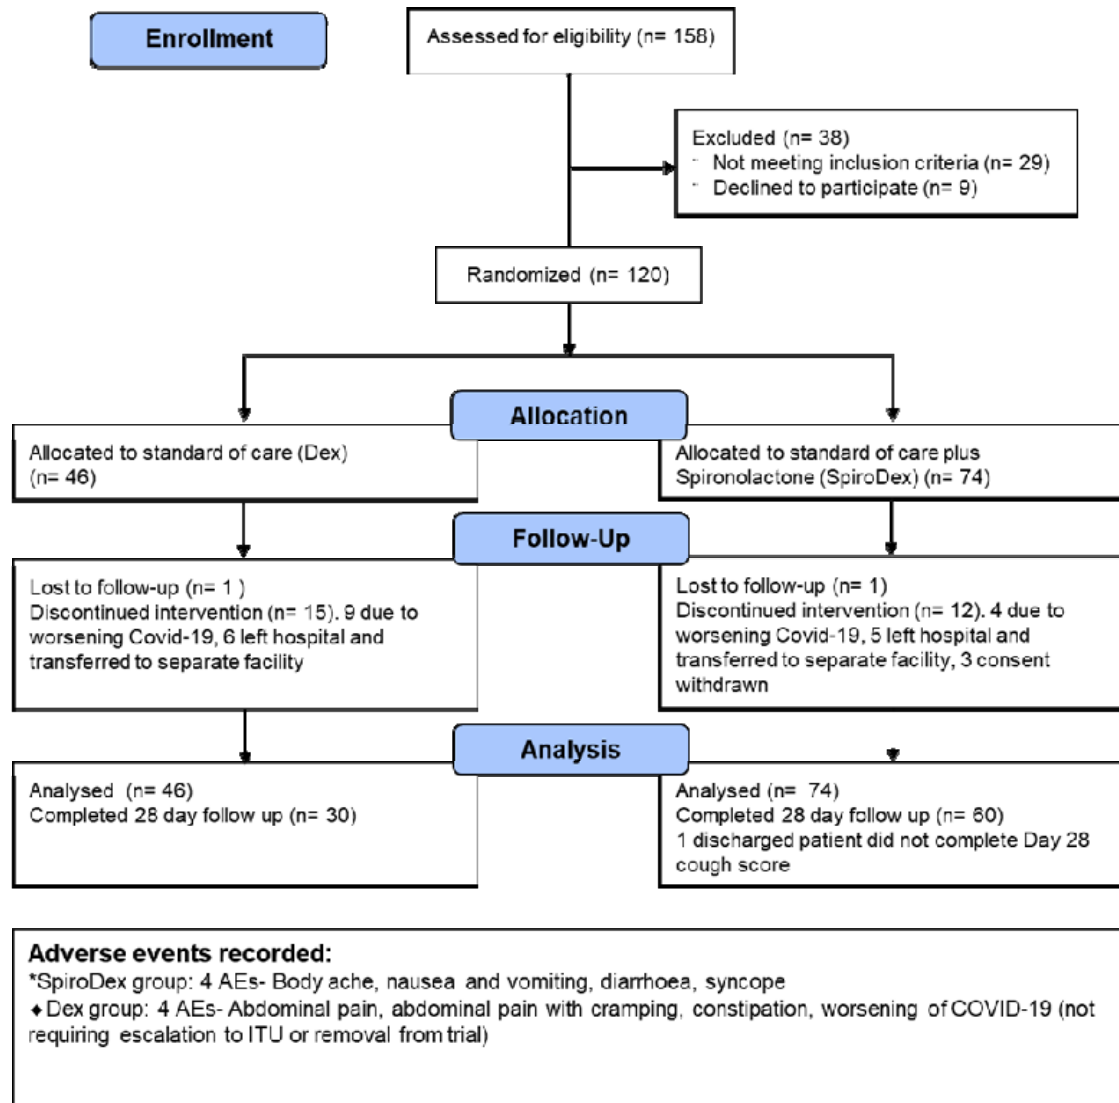 Enrollment
Assessed for eligibility (n= 158)
Excluded (n= 38)
- Not meeting inclusion criteria (n= 29)
- Declined to participate (n= 9)
Randomized (n= 120)
Allocation
Allocated to standard of care (Dex)
(n= 46)
Allocated to standard of care plus
Spironolactone (SpiroDex) (n= 74)
Follow-Up
Lost to follow-up (n= 1 )
Discontinued intervention (n= 15). 9 due to
worsening Covid-19, 6 left hospital and
transferred to separate facility
Lost to follow-up (n= 1)
Discontinued intervention (n= 12). 4 due to
worsening Covid-19, 5 left hospital and
transferred to separate facility, 3 consent
withdrawn
Analysis
Analysed (n= 46)
Completed 28 day follow up (n= 30)
Analysed (n= 74)
Completed 28 day follow up (n= 60)
1 discharged patient did not complete Day 28
cough score
Adverse events recorded:
*SpiroDex group: 4 AEs- Body ache, nausea and vomiting, diarrhoea, syncope
♦ Dex group: 4 AEs- Abdominal pain, abdominal pain with cramping, constipation, worsening of COVID-19 (not
requiring escalation to ITU or removal from trial)